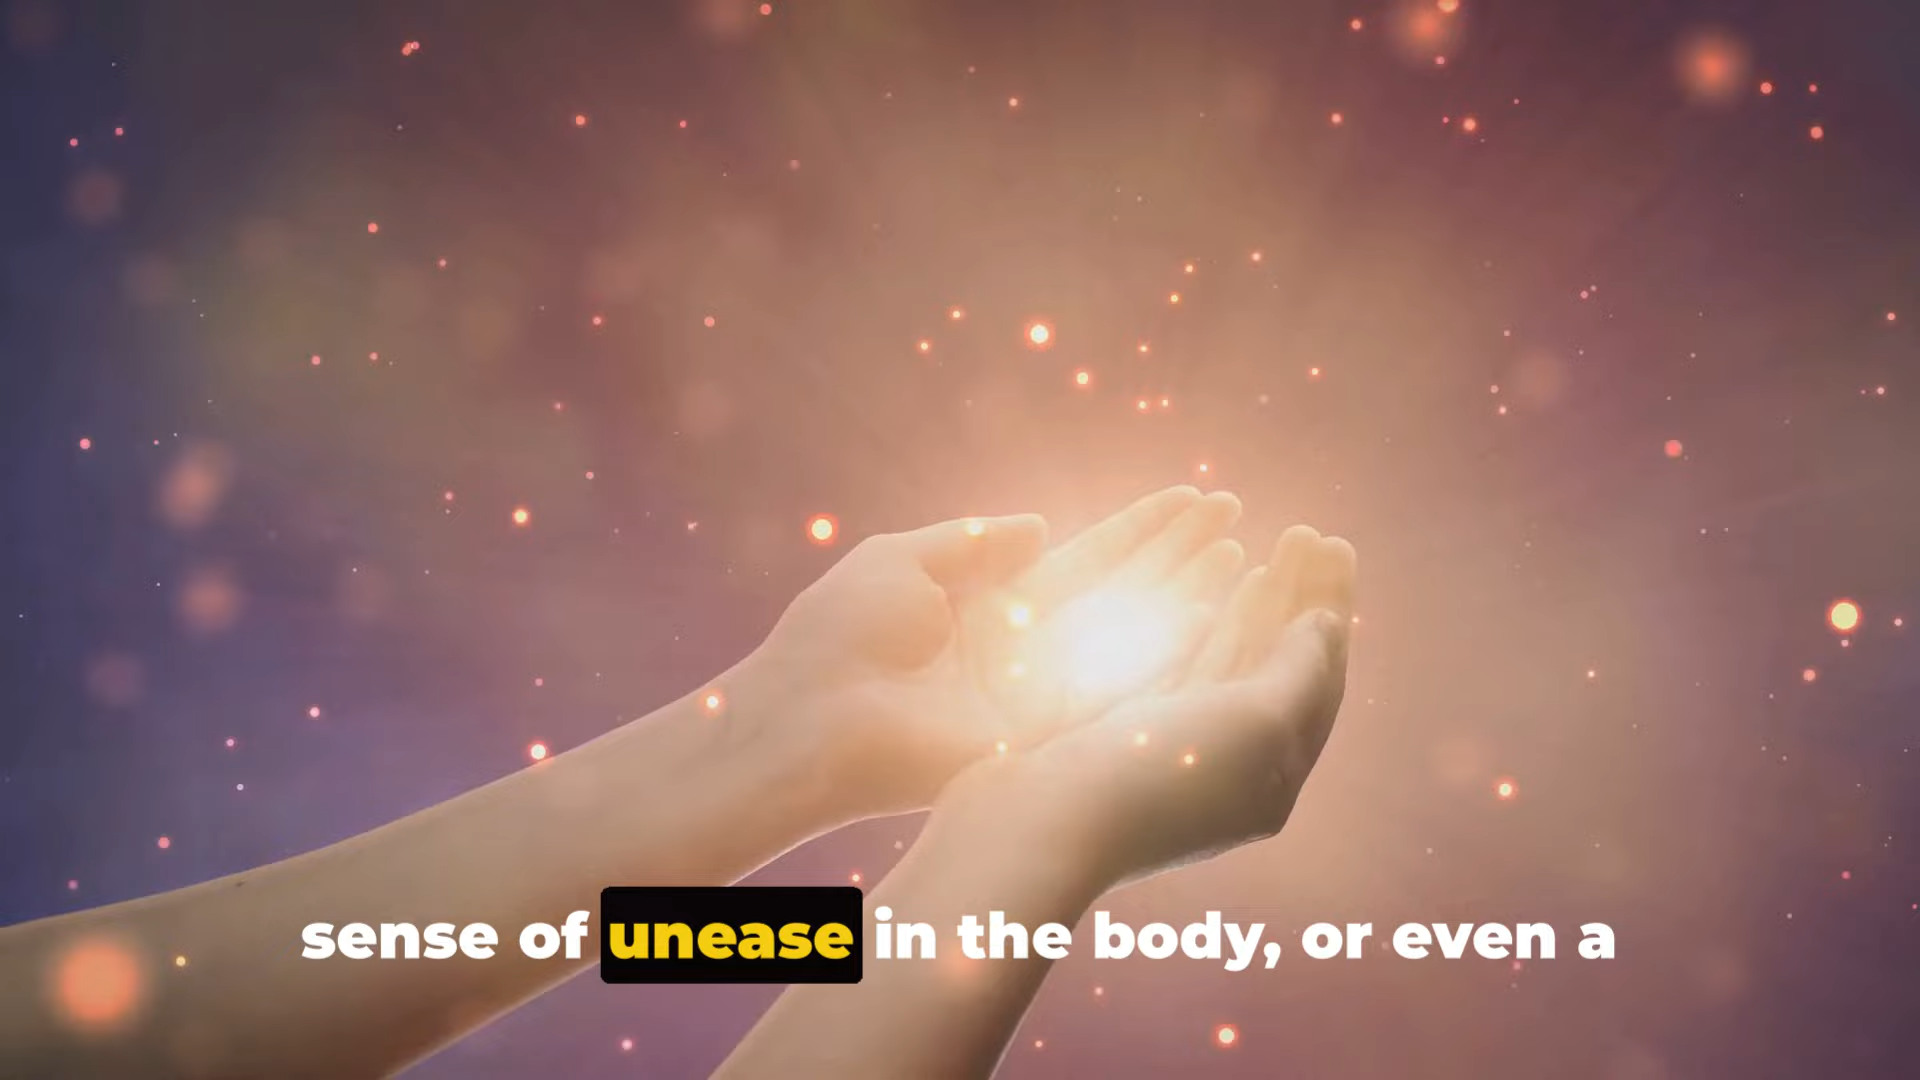 sense of unease in the body, or even a